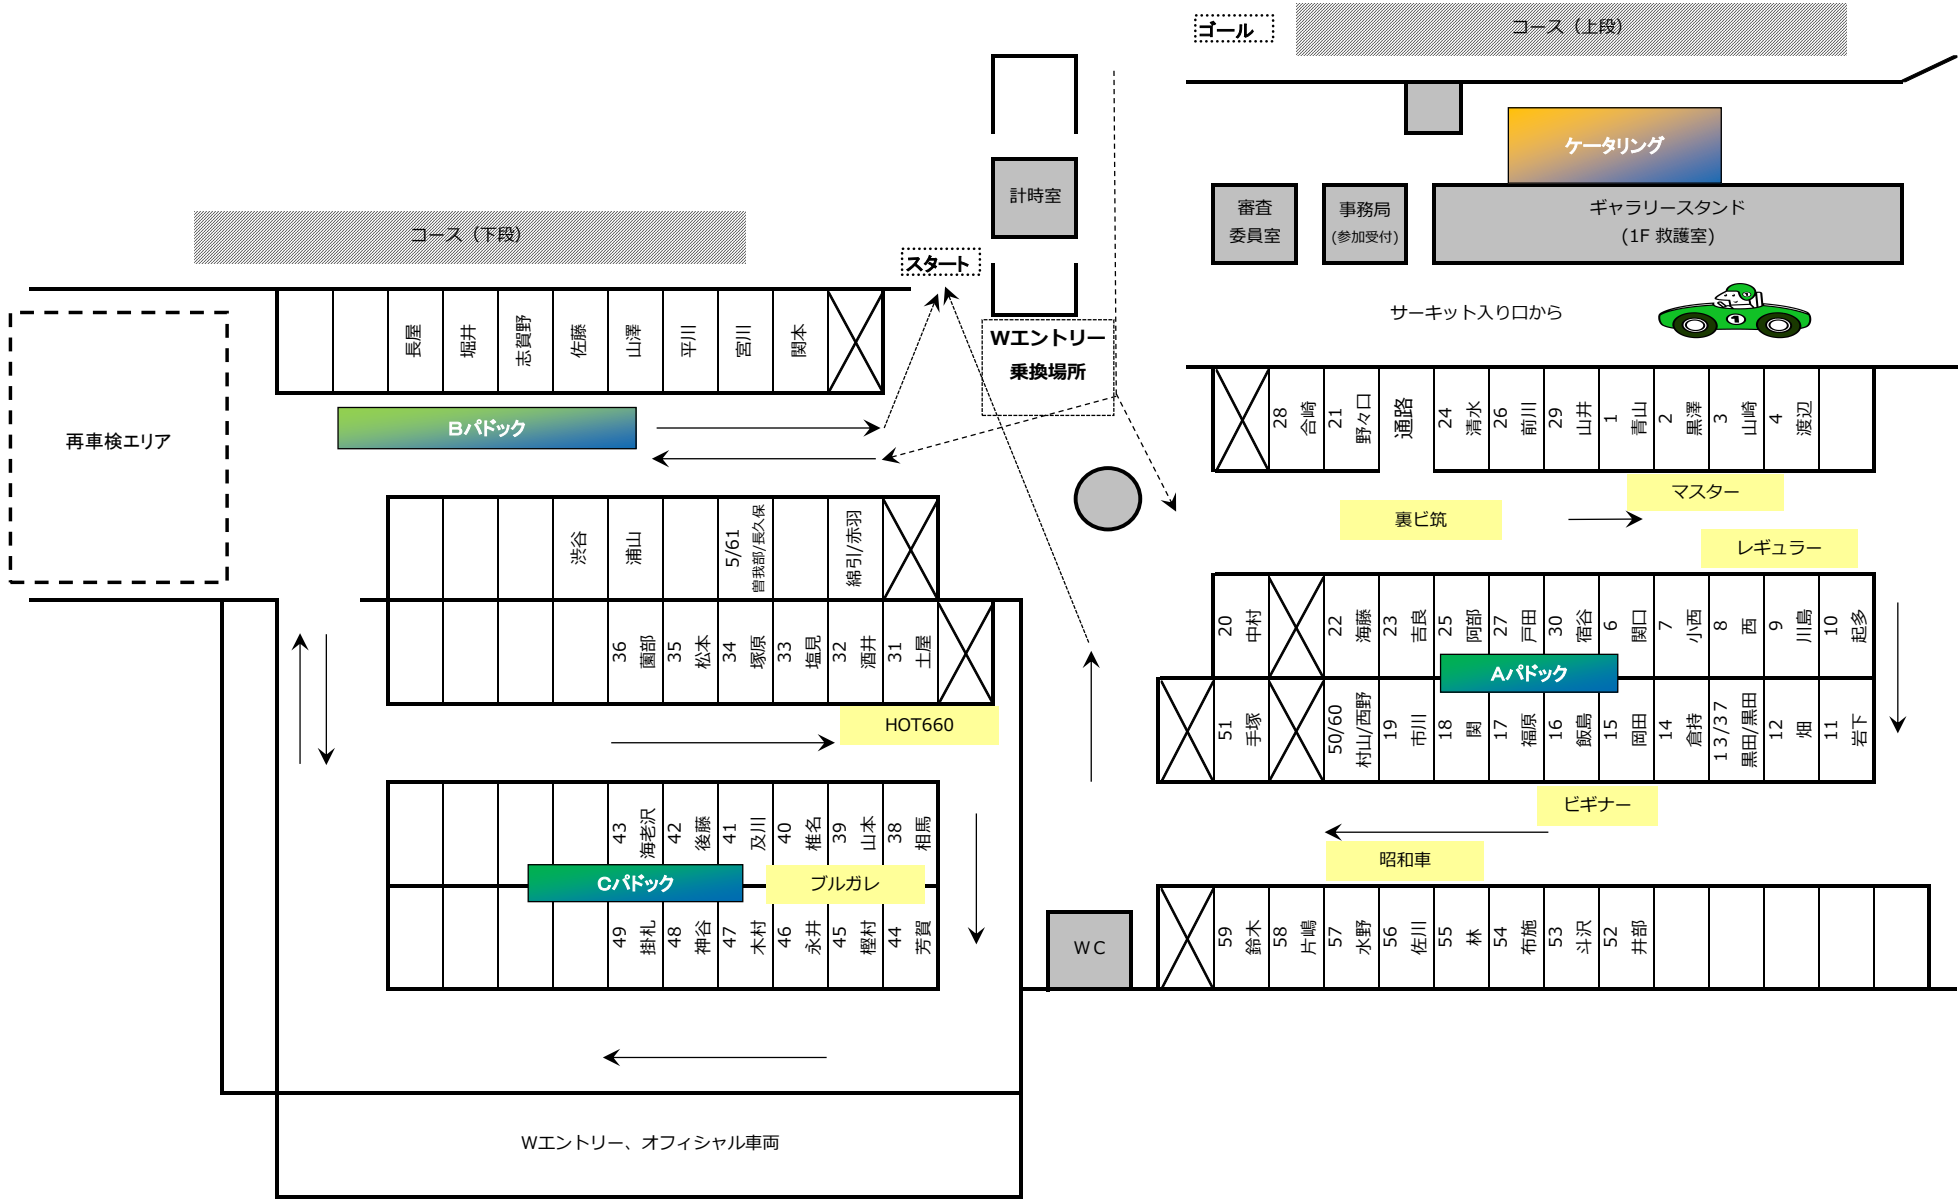 ゴール
コース（上段）
ケータリング
計時室
審査
委員室
事務局
(参加受付)
ギャラリースタンド
(1F 救護室)
コース（下段）
スタート
サーキット入り口から
①
Wエントリー
乗換場所
再車検エリア
長屋
堀井
志賀野
佐藤
山澤
平川
宮川
関本
Bパドック
28 合崎
21 野々口
通路
24 清水
26 前川
29 山井
1 青山
2 黒澤
3 山崎
4 渡辺
マスター
裏ビ筑
レギュラー
渋谷
浦山
5/61 曽我部/長久保
綿引/赤羽
36 薗部
35 松本
34 塚原
33 塩見
32 酒井
31 土屋
HOT660
20 中村
22 海藤
23 吉良
25 阿部
27 戸田
30 宿谷
6 関口
7 小西
8 西
9 川島
10 起多
Aパドック
51 手塚
50/60 村山/西野
19 市川
18 関
17 福原
16 飯島
15 岡田
14 倉持
13/37 黒田/黒田
12 畑
11 岩下
ビギナー
昭和車
43 海老沢
42 後藤
41 及川
40 椎名
39 山本
38 相馬
Cパドック
ブルガレ
49 掛札
48 神谷
47 木村
46 永井
45 樫村
44 芳賀
WC
59 鈴木
58 片嶋
57 水野
56 佐川
55 林
54 布施
53 斗沢
52 井部
Wエントリー、オフィシャル車両